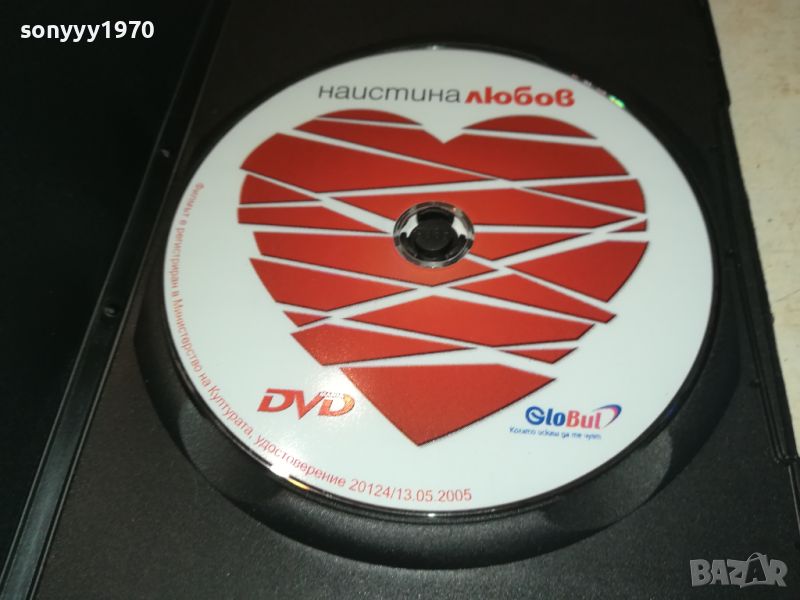 sonyyy1970
наистина любов
Филмът е регистриран в Министерство на Културата, удостоверение 20124/13.05.2005
DVD
GloBul
Когато искаш да те чуят.
BAZAR